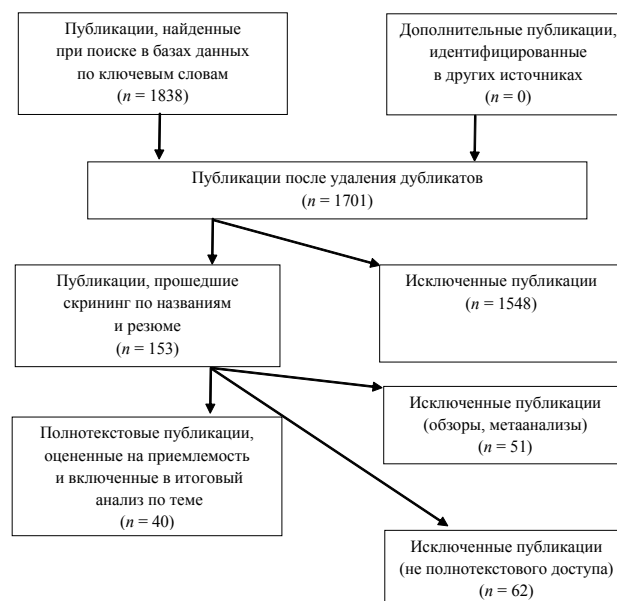 Публикации, найденные
при поиске в базах данных
по ключевым словам
(n = 1838)
Дополнительные публикации,
идентифицированные
в других источниках
(n = 0)
Публикации после удаления дубликатов
(n = 1701)
Публикации, прошедшие
скрининг по названиям
и резюме
(n = 153)
Исключенные публикации
(n = 1548)
Исключенные публикации
(обзоры, метаанализы)
(n = 51)
Полнотекстовые публикации,
оцененные на приемлемость
и включенные в итоговый
анализ по теме
(n = 40)
Исключенные публикации
(не полнотекстового доступа)
(n = 62)